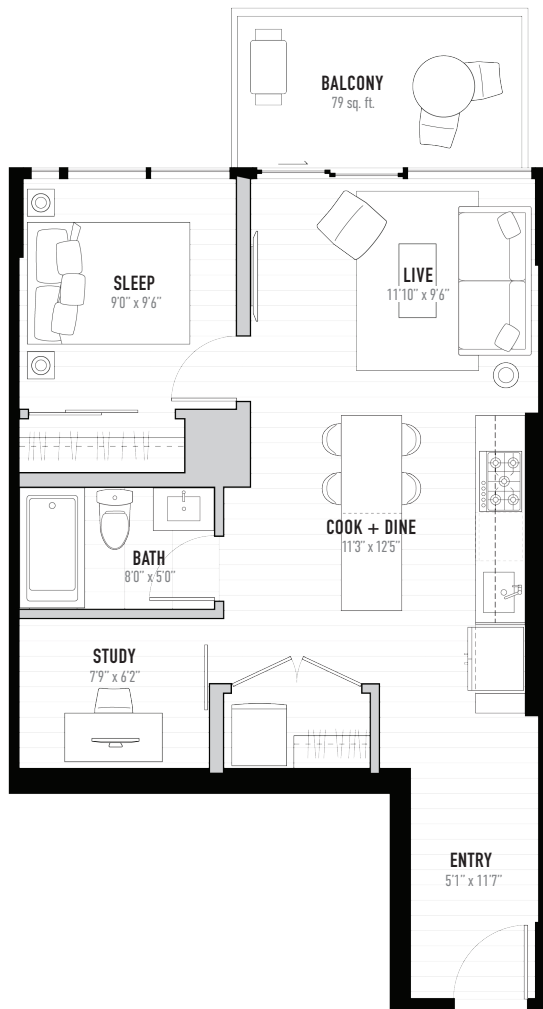 BALCONY
79 sq. ft.
SLEEP
9'0" x 9'6"
LIVE
11'10" x 9'6"
COOK + DINE
11'3" x 12'5"
BATH
8'0" x 5'0"
STUDY
7'9" x 6'2"
ENTRY
5'1" x 11'7"